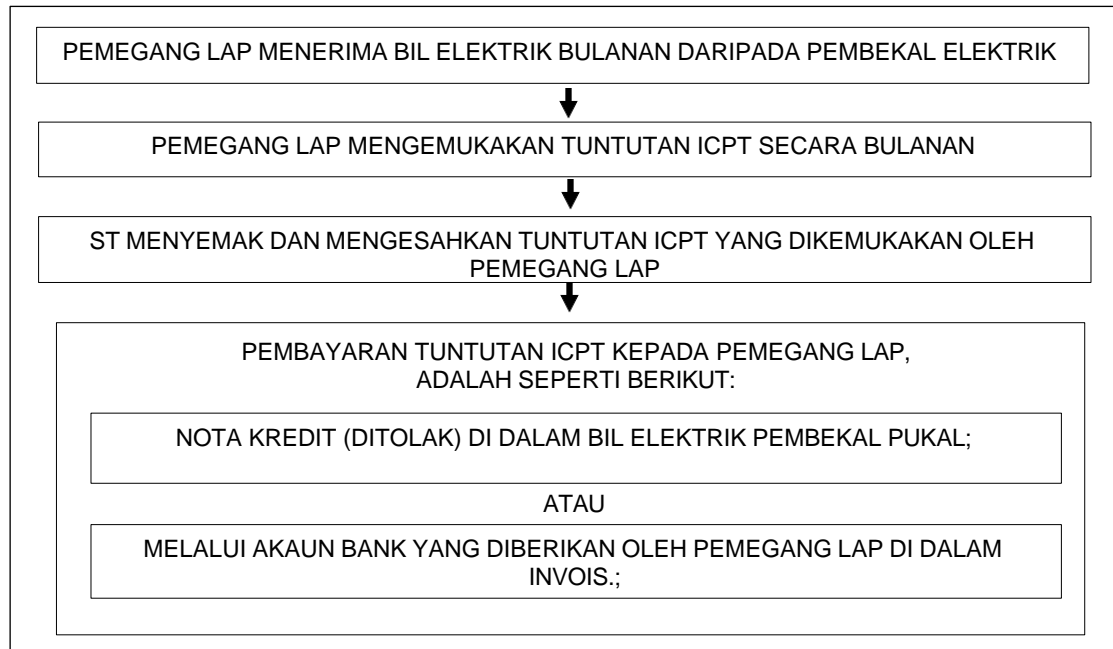 PEMEGANG LAP MENERIMA BIL ELEKTRIK BULANAN DARIPADA PEMBEKAL ELEKTRIK
PEMEGANG LAP MENGEMUKAKAN TUNTUTAN ICPT SECARA BULANAN
ST MENYEMAK DAN MENGESAHKAN TUNTUTAN ICPT YANG DIKEMUKAKAN OLEH
PEMEGANG LAP
PEMBAYARAN TUNTUTAN ICPT KEPADA PEMEGANG LAP,
ADALAH SEPERTI BERIKUT:
NOTA KREDIT (DITOLAK) DI DALAM BIL ELEKTRIK PEMBEKAL PUKAL;
ATAU
MELALUI AKAUN BANK YANG DIBERIKAN OLEH PEMEGANG LAP DI DALAM
INVOIS.;